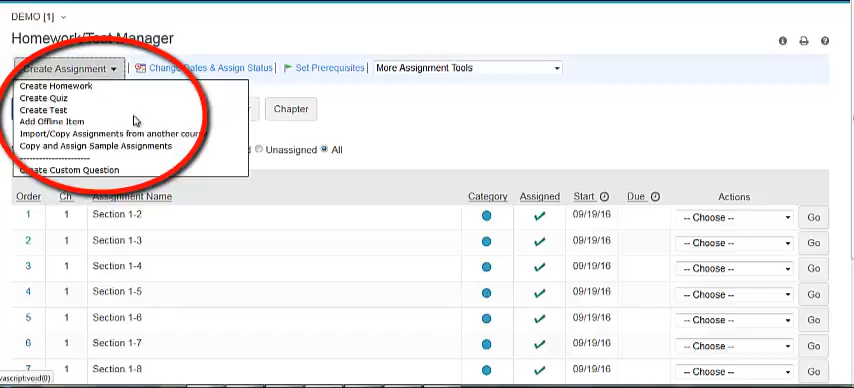 DEMO [1]
Homework/Test Manager
Create Assignment | Change Dates & Assign Status | Set Prerequisites | More Assignment Tools
Create Homework
Create Quiz
Create Test
Add Offline Item
Import/Copy Assignments from another cour
Copy and Assign Sample Assignments
--------------------
Create Custom Question
Chapter
Unassigned All
Order Ch. Assignment Name Category Assigned Start Due Actions
1 1 Section 1-2 09/19/16 -- Choose -- Go
2 1 Section 1-3 09/19/16 -- Choose -- Go
3 1 Section 1-4 09/19/16 -- Choose -- Go
4 1 Section 1-5 09/19/16 -- Choose -- Go
5 1 Section 1-6 09/19/16 -- Choose -- Go
6 1 Section 1-7 09/19/16 -- Choose -- Go
7 1 Section 1-8 09/19/16 -- Choose -- Go
vascript:void(0)